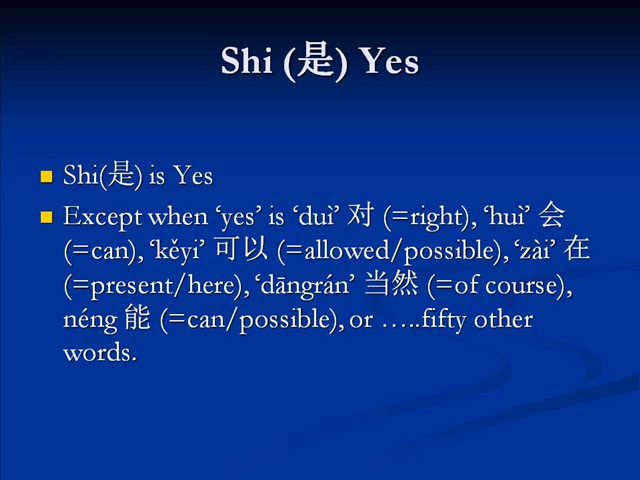 Shi (是) Yes
Shi(是) is Yes
Except when ‘yes’ is ‘duì’ 对 (=right), ‘huì’ 会
(=can), ‘kěyi’ 可以 (=allowed/possible), ‘zài’ 在
(=present/here), ‘dāngrán’ 当然 (=of course),
néng 能 (=can/possible), or …..fifty other
words.